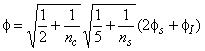 ϕ = √(1/2 + 1/n_c) √(1/5 + 1/n_s) (2ϕ_s + ϕ_I)